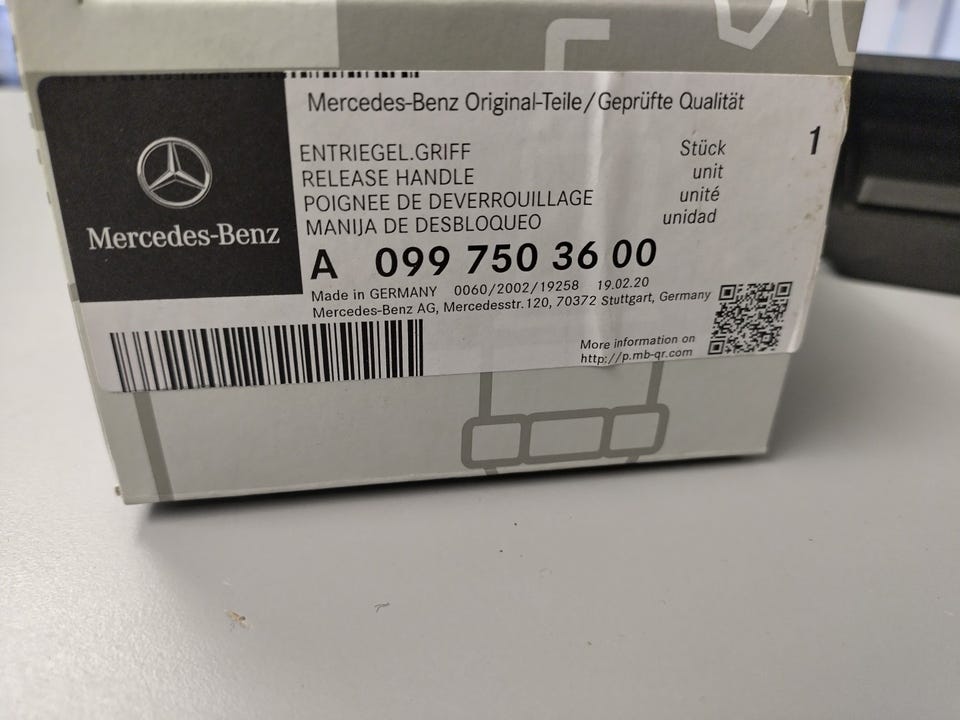 Mercedes-Benz
Mercedes-Benz Original-Teile/Geprüfte Qualität
ENTRIEGEL.GRIFF
RELEASE HANDLE
POIGNEE DE DEVERROUILLAGE
MANIJA DE DESBLOQUEO
Stück
unit
unité
unidad
1
A 099 750 36 00
Made in GERMANY 0060/2002/19258 19.02.20
Mercedes-Benz AG, Mercedesstr.120, 70372 Stuttgart, Germany
More information on
http://p.mb-qr.com